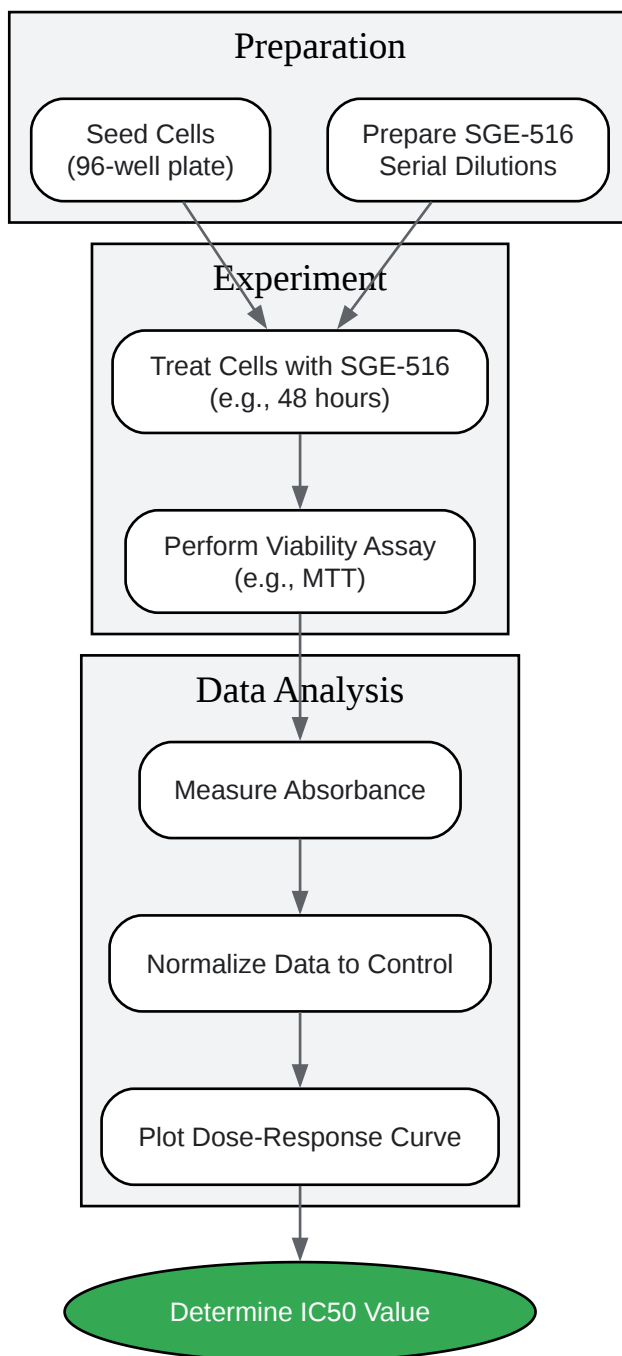 Preparation
Seed Cells
(96-well plate)
Prepare SGE-516
Serial Dilutions
Experiment
Treat Cells with SGE-516
(e.g., 48 hours)
Perform Viability Assay
(e.g., MTT)
Data Analysis
Measure Absorbance
Normalize Data to Control
Plot Dose-Response Curve
Determine IC50 Value